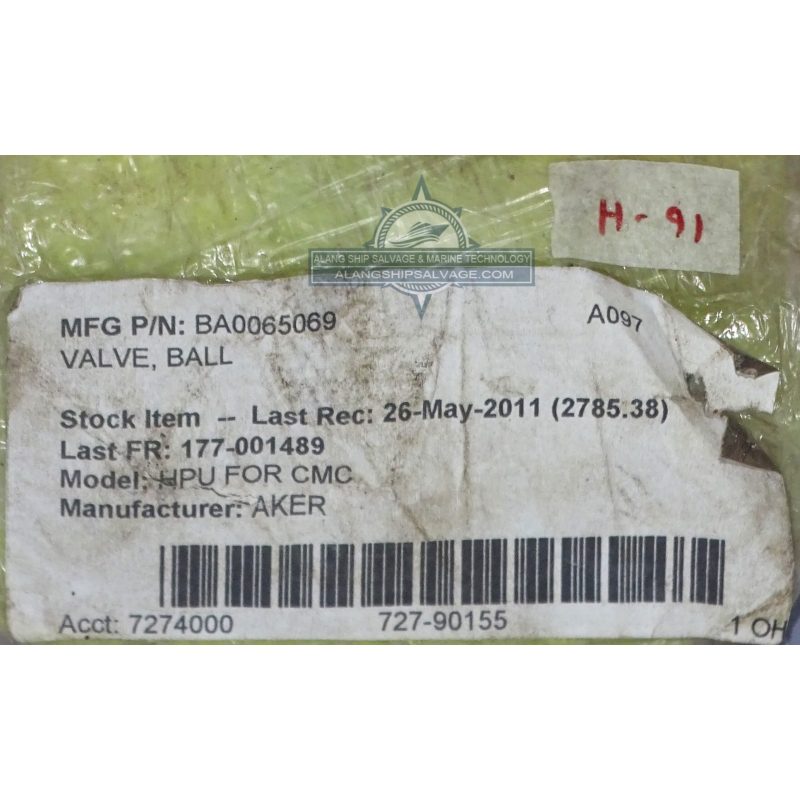 H-91
ALANG SHIP SALVAGE & MARINE TECHNOLOGY
ALANGSHIPSALVAGE.COM
MFG P/N: BA0065069
A097
VALVE, BALL
Stock Item -- Last Rec: 26-May-2011 (2785.38)
Last FR: 177-001489
Model: HPU FOR CMC
Manufacturer: AKER
Acct: 7274000
727-90155
1 OH